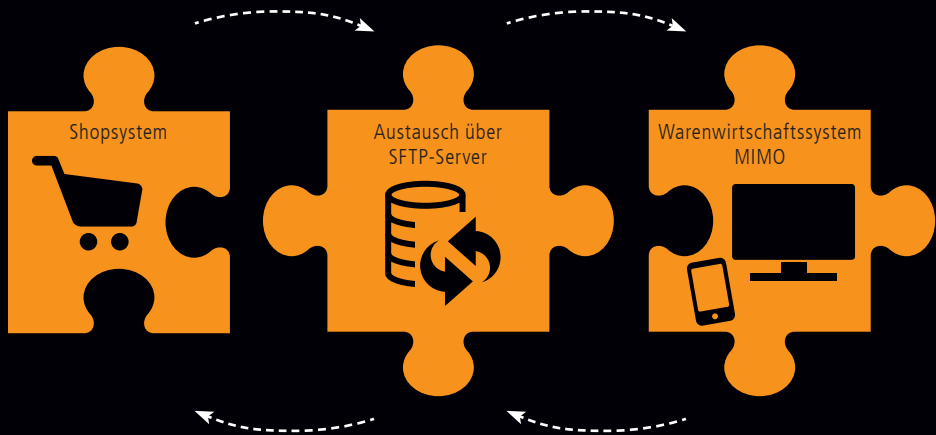 Shopsystem
Austausch über
SFTP-Server
Warenwirtschaftssystem
MIMO